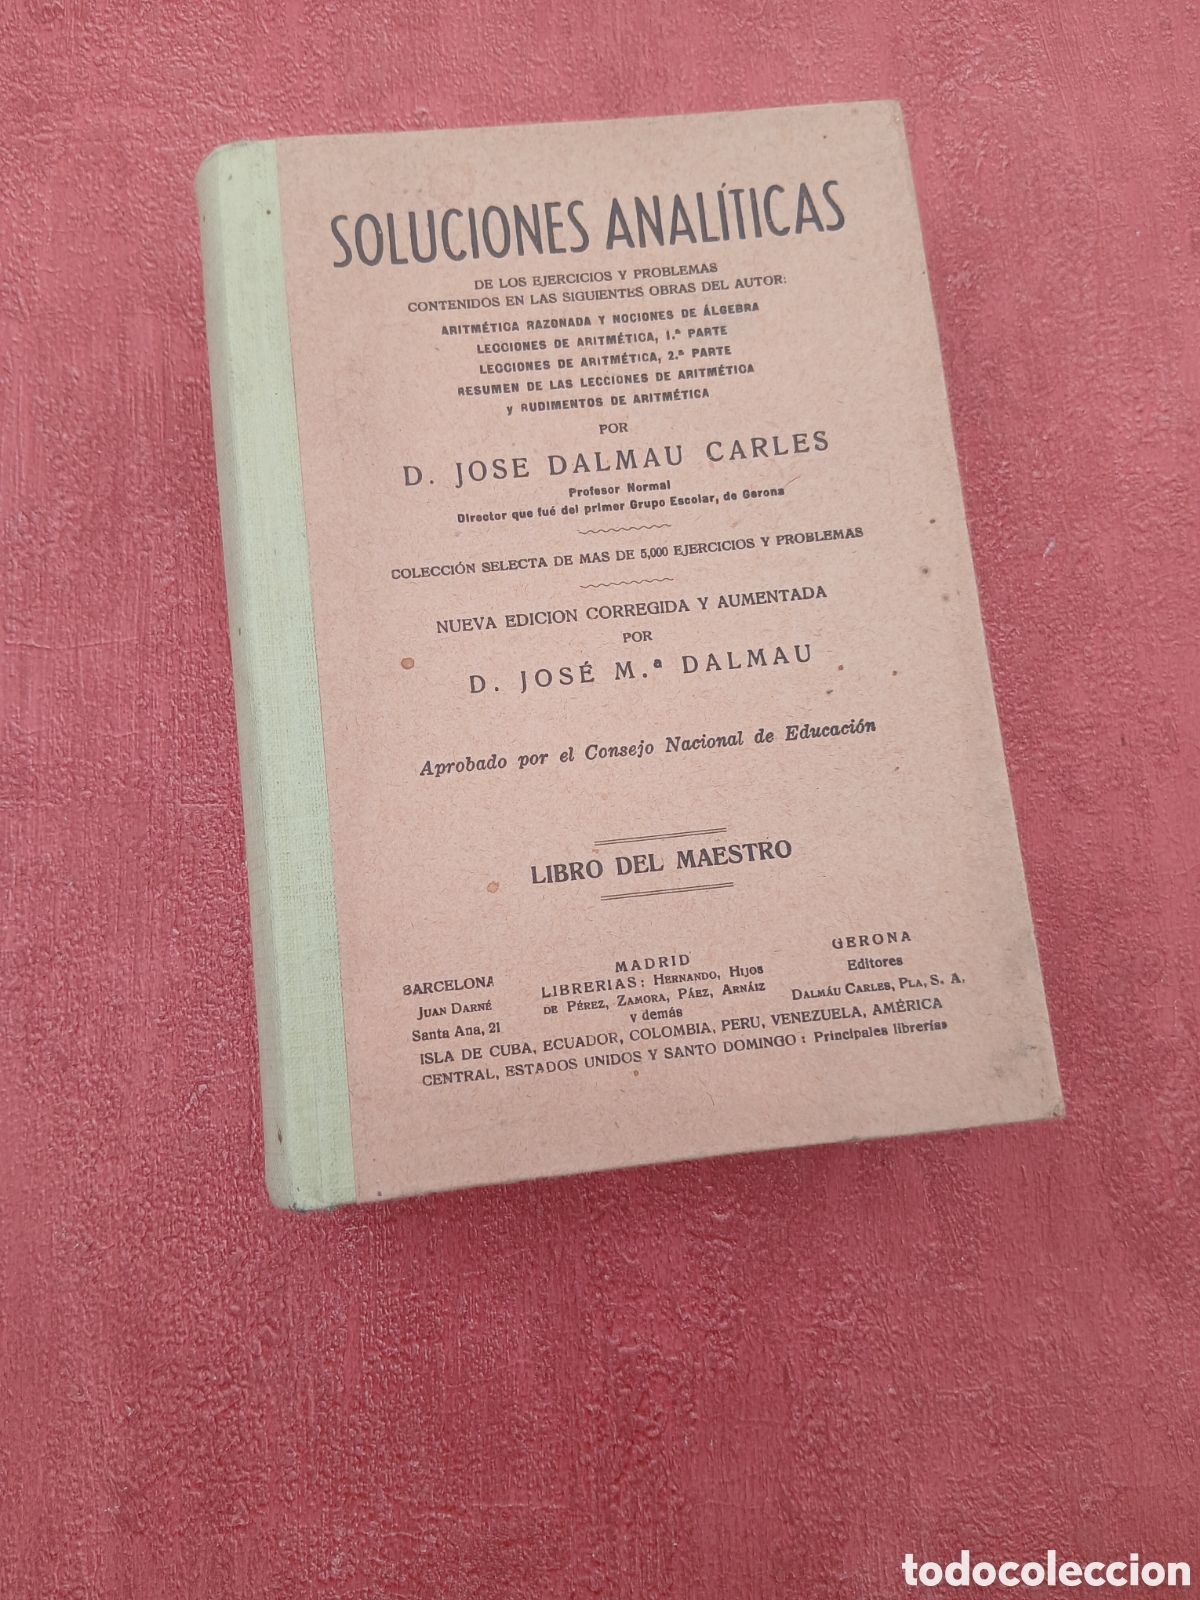 SOLUCIONES ANALÍTICAS
DE LOS EJERCICIOS Y PROBLEMAS
CONTENIDOS EN LAS SIGUIENTES OBRAS DEL AUTOR:
ARITMÉTICA RAZONADA Y NOCIONES DE ÁLGEBRA
LECCIONES DE ARITMÉTICA, 1.ª PARTE
LECCIONES DE ARITMÉTICA, 2.ª PARTE
RESUMEN DE LAS LECCIONES DE ARITMÉTICA
y RUDIMENTOS DE ARITMÉTICA
POR
D. JOSE DALMAU CARLES
Profesor Normal
Director que fué del primer Grupo Escolar, de Gerona
COLECCIÓN SELECTA DE MAS DE 5,000 EJERCICIOS Y PROBLEMAS
NUEVA EDICION CORREGIDA Y AUMENTADA
POR
D. JOSÉ M.ª DALMAU
Aprobado por el Consejo Nacional de Educación
LIBRO DEL MAESTRO
BARCELONA
JUAN DARNÉ
Santa Ana, 21
MADRID
LIBRERIAS: HERNANDO, HIJOS
DE PÉREZ, ZAMORA, PÁEZ, ARNÁIZ
y demás
GERONA
Editores
DALMÁU CARLES, PLA, S. A.
ISLA DE CUBA, ECUADOR, COLOMBIA, PERU, VENEZUELA, AMÉRICA
CENTRAL, ESTADOS UNIDOS Y SANTO DOMINGO: Principales librerías
todocoleccion